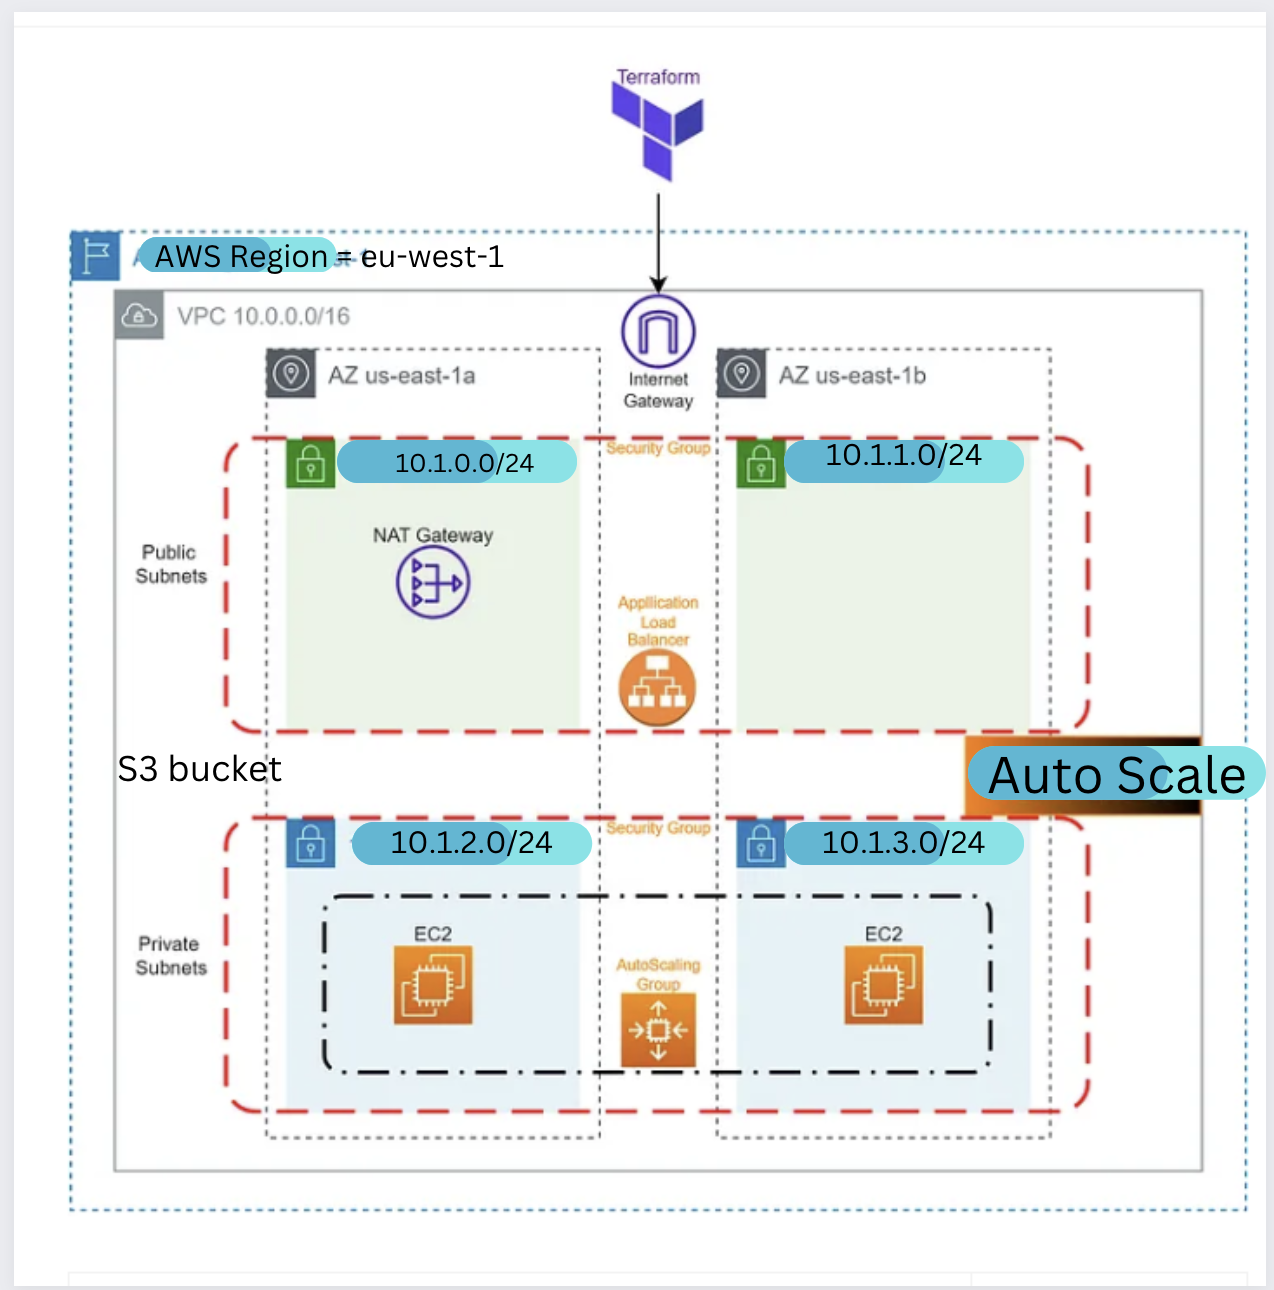 Terraform
AWS Region = eu-west-1
VPC 10.0.0.0/16
AZ us-east-1a
Internet
Gateway
AZ us-east-1b
Security Group
10.1.0.0/24
10.1.1.0/24
NAT Gateway
Public
Subnets
Appllication
Load
Balancer
S3 bucket
Auto Scale
Security Group
10.1.2.0/24
10.1.3.0/24
EC2
EC2
Private
Subnets
AutoScaling
Group